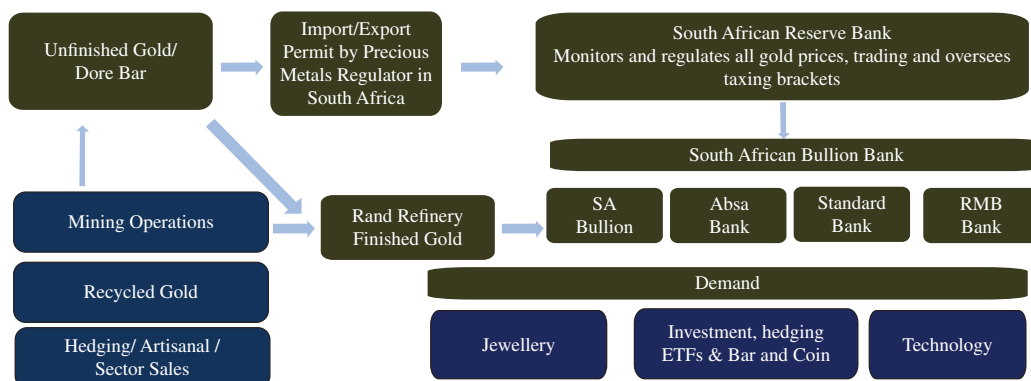 Unfinished Gold/
Dore Bar
Import/Export
Permit by Precious
Metals Regulator in
South Africa
South African Reserve Bank
Monitors and regulates all gold prices, trading and oversees
taxing brackets
South African Bullion Bank
Mining Operations
Rand Refinery
Finished Gold
SA
Bullion
Absa
Bank
Standard
Bank
RMB
Bank
Recycled Gold
Demand
Hedging/ Artisanal /
Sector Sales
Jewellery
Investment, hedging
ETFs & Bar and Coin
Technology